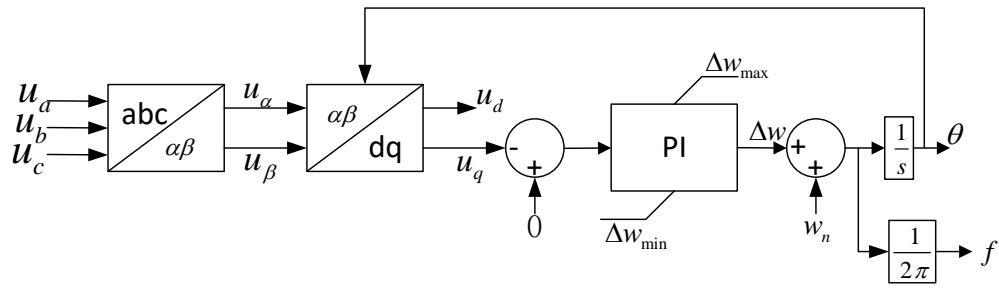 u_a
u_b
u_c
abc
αβ
u_α
u_β
αβ
dq
u_d
u_q
-
+
0
PI
Δw_max
Δw_min
Δw
+
+
w_n
1
s
θ
1
2π
f